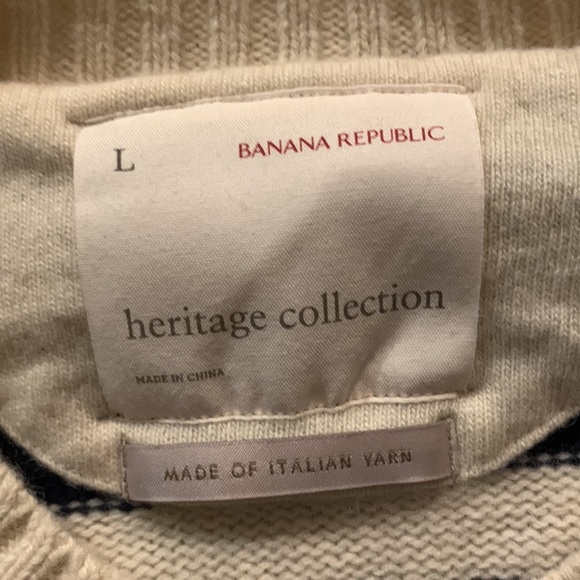 L
BANANA REPUBLIC
heritage collection
MADE IN CHINA
MADE OF ITALIAN YARN